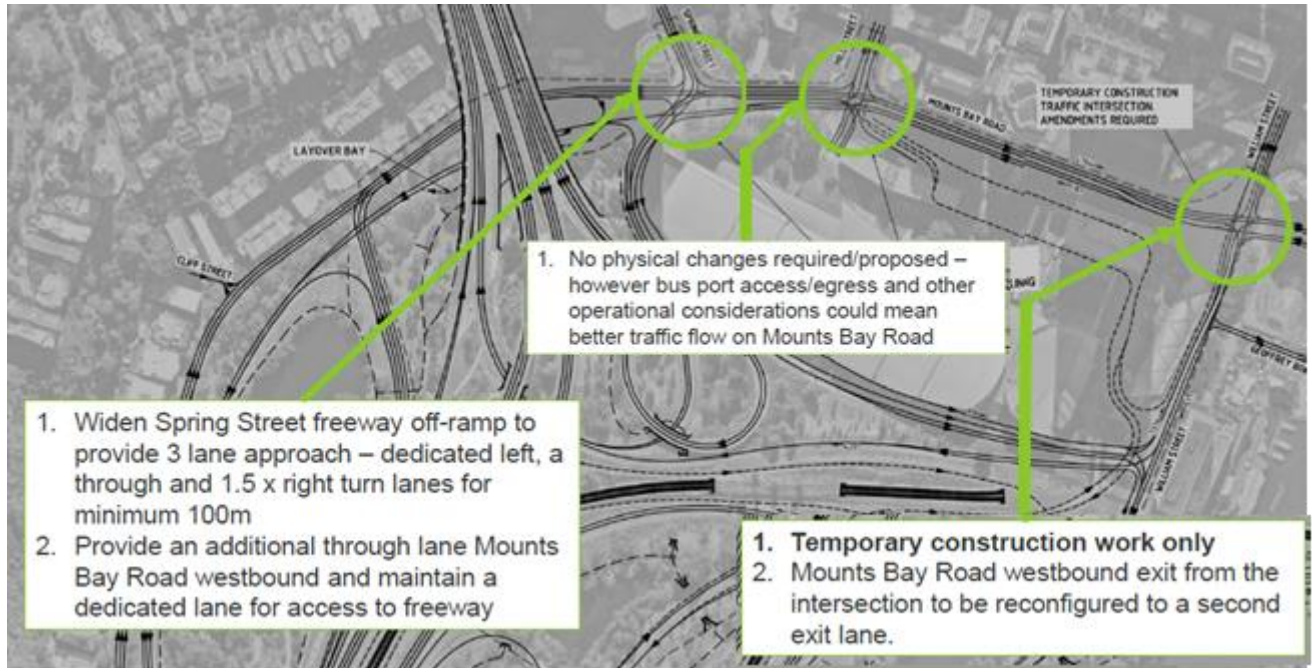 SPRING STREET
TEMPORARY CONSTRUCTION
TRAFFIC INTERSECTION
AMENDMENTS REQUIRED
MOUNTS BAY ROAD
WILLIAM STREET
LAYOVER BAY
CLIFF STREET
1. No physical changes required/proposed –
however bus port access/egress and other
operational considerations could mean
better traffic flow on Mounts Bay Road
WILLIAM STREET
1. Widen Spring Street freeway off-ramp to
provide 3 lane approach – dedicated left, a
through and 1.5 x right turn lanes for
minimum 100m
2. Provide an additional through lane Mounts
Bay Road westbound and maintain a
dedicated lane for access to freeway
1. Temporary construction work only
2. Mounts Bay Road westbound exit from the
intersection to be reconfigured to a second
exit lane.